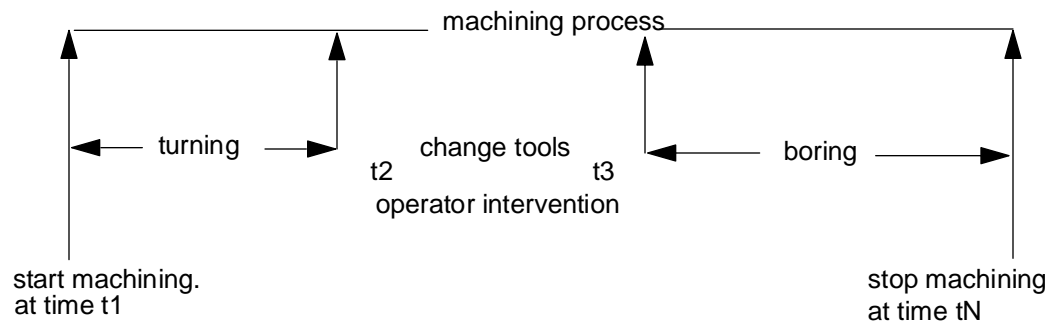 machining process
turning
change tools
boring
t2
t3
operator intervention
start machining.
at time t1
stop machining
at time tN